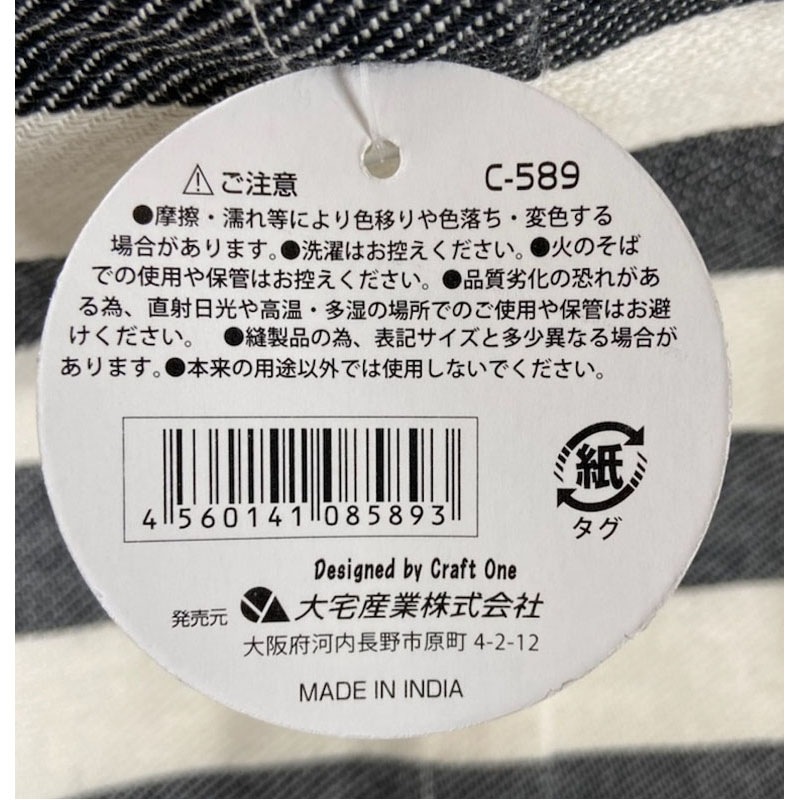 ⚠ご注意 C-589
●摩擦・濡れ等により色移りや色落ち・変色する
場合があります。●洗濯はお控えください。●火のそば
での使用や保管はお控えください。●品質劣化の恐れがあ
る為、直射日光や高温・多湿の場所でのご使用や保管はお避
けください。 ●縫製品の為、表記サイズと多少異なる場合が
あります。●本来の用途以外では使用しないでください。
4 560141 085893
紙
タグ
Designed by Craft One
発売元 大宅産業株式会社
大阪府河内長野市原町 4-2-12
MADE IN INDIA